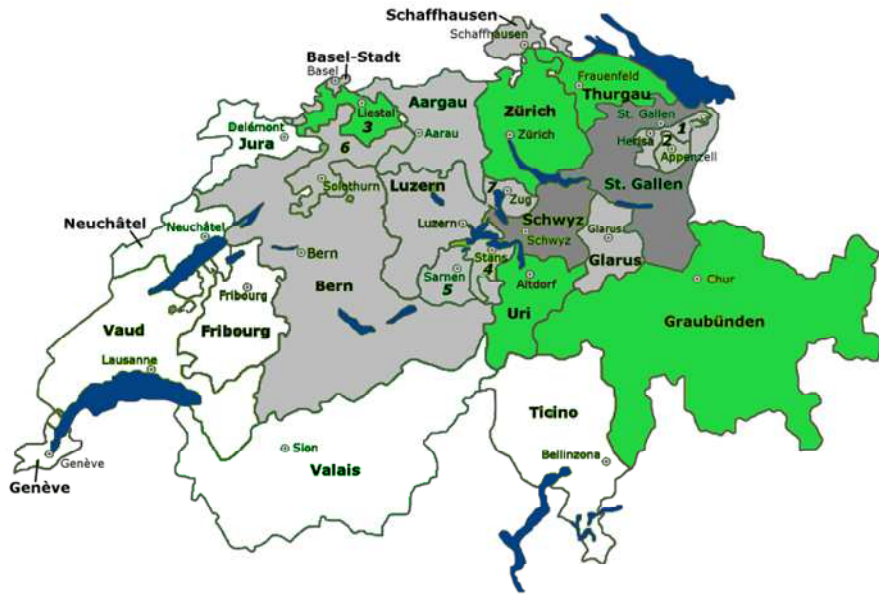 Schaffhausen
Schaffhausen
Basel-Stadt
Basel
Frauenfeld
Thurgau
Aargau
Zürich
Liestal
3
St. Gallen
1
Delémont
Jura
Aarau
Zürich
Herisa
2
6
Appenzell
Solothurn
Luzern
7
Zug
St. Gallen
Neuchâtel
Neuchâtel
Luzern
Schwyz
Schwyz
Glarus
Bern
Stans
Glarus
Sarnen
4
5
Altdorf
Chur
Fribourg
Bern
Uri
Graubünden
Vaud
Fribourg
Lausanne
Ticino
Sion
Bellinzona
Genève
Valais
Genève